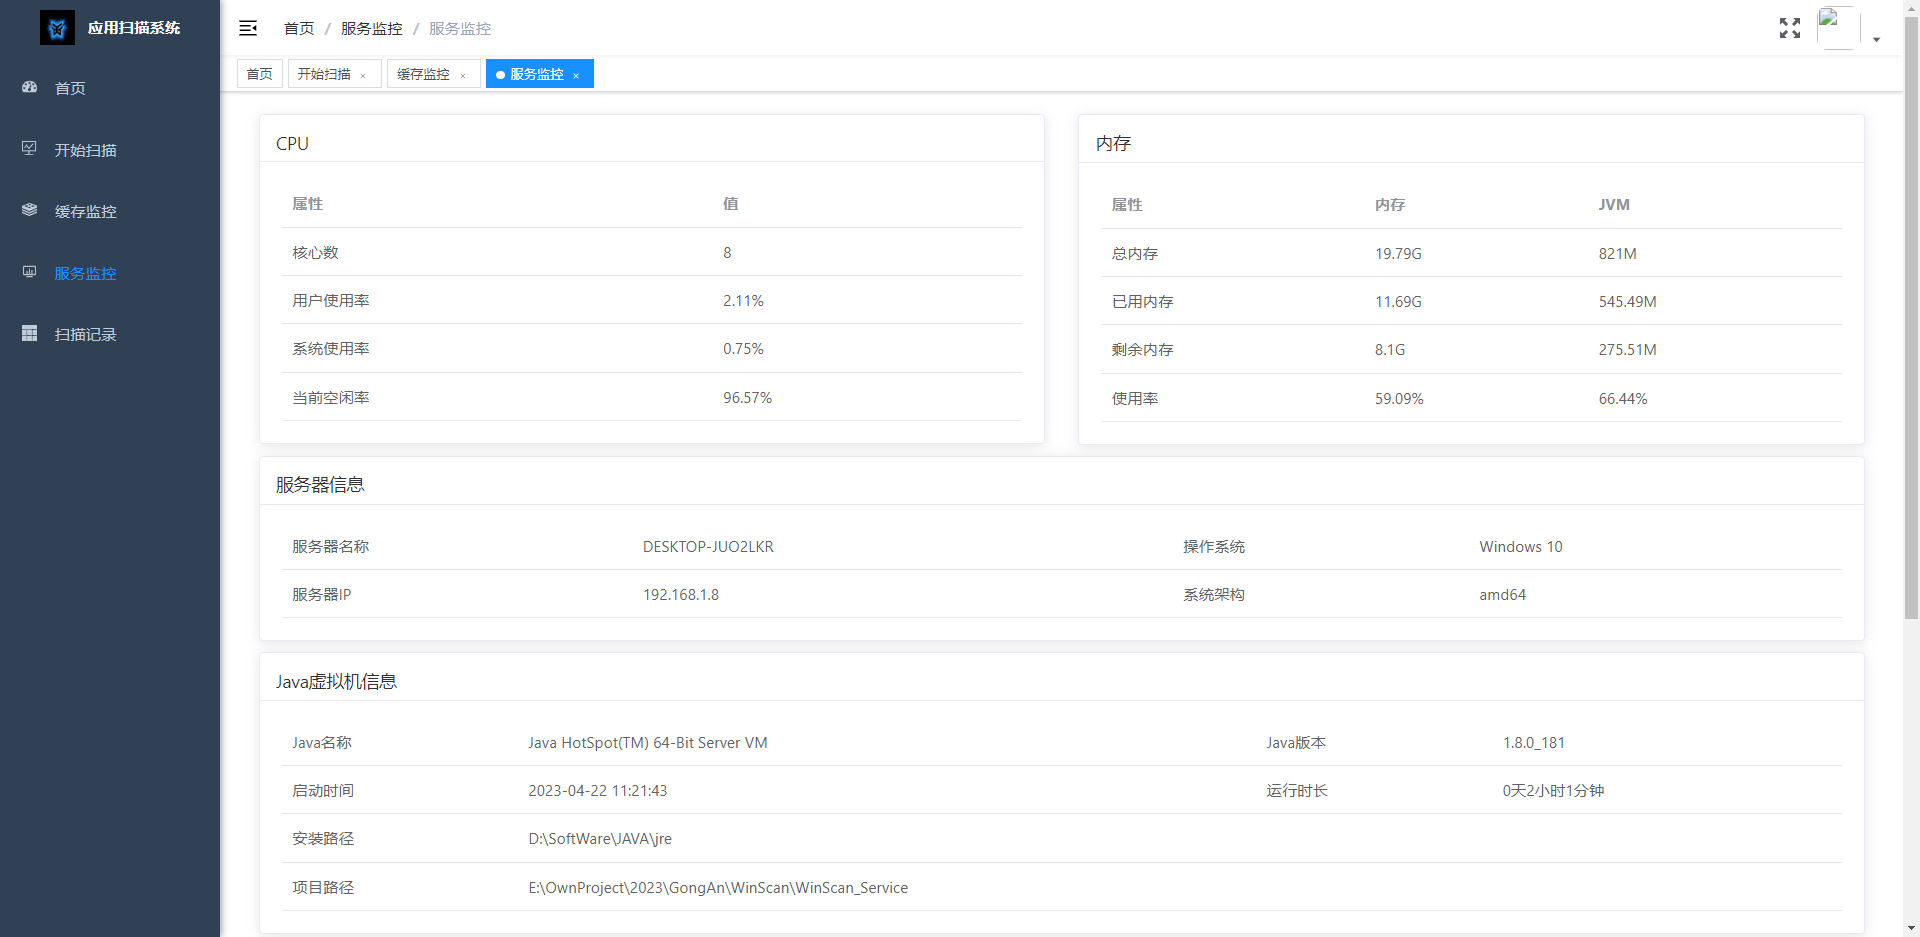 应用扫描系统
首页
开始扫描
缓存监控
服务监控
扫描记录
首页 / 服务监控 / 服务监控
首页 开始扫描 × 缓存监控 × 服务监控 ×
CPU
属性 值
核心数 8
用户使用率 2.11%
系统使用率 0.75%
当前空闲率 96.57%
内存
属性 内存 JVM
总内存 19.79G 821M
已用内存 11.69G 545.49M
剩余内存 8.1G 275.51M
使用率 59.09% 66.44%
服务器信息
服务器名称 DESKTOP-JUO2LKR 操作系统 Windows 10
服务器IP 192.168.1.8 系统架构 amd64
Java虚拟机信息
Java名称 Java HotSpot(TM) 64-Bit Server VM Java版本 1.8.0_181
启动时间 2023-04-22 11:21:43 运行时长 0天2小时1分钟
安装路径 D:\SoftWare\JAVA\jre
项目路径 E:\OwnProject\2023\GongAn\WinScan\WinScan_Service